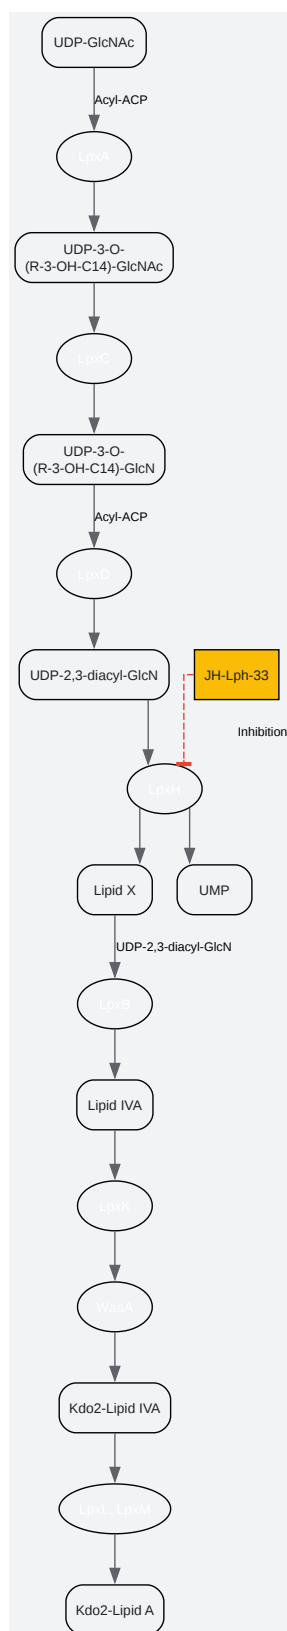 UDP-GlcNAc
Acyl-ACP
LpxA
UDP-3-O-
(R-3-OH-C14)-GlcNAc
LpxC
UDP-3-O-
(R-3-OH-C14)-GlcN
Acyl-ACP
LpxD
UDP-2,3-diacyl-GlcN
JH-Lph-33
Inhibition
LpxH
Lipid X
UMP
UDP-2,3-diacyl-GlcN
LpxB
Lipid IVA
LpxK
WaaA
Kdo2-Lipid IVA
LpxL, LpxM
Kdo2-Lipid A